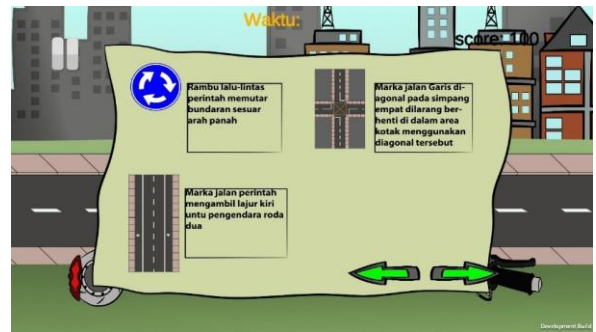 Waktu:
score: 100
Rambu lalu-lintas
perintah memutar
bundaran sesuar
arah panah
Marka jalan Garis di-
agonal pada simpang
empat dilarang ber-
henti di dalam area
kotak menggunakan
diagonal tersebut
Marka jalan perintah
mengambil lajur kiri
untu pengendara roda
dua
Development Build